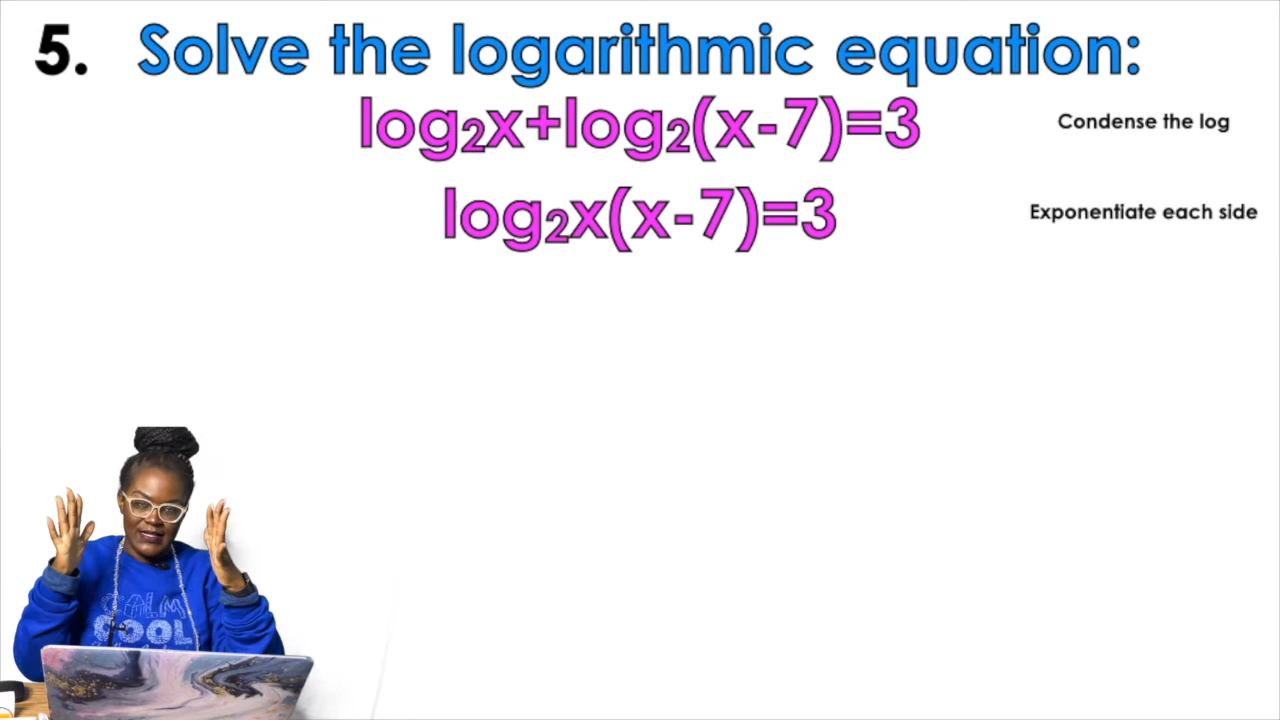 5. Solve the logarithmic equation:
log₂x+log₂(x-7)=3
Condense the log
log₂x(x-7)=3
Exponentiate each side
CALM
COOL